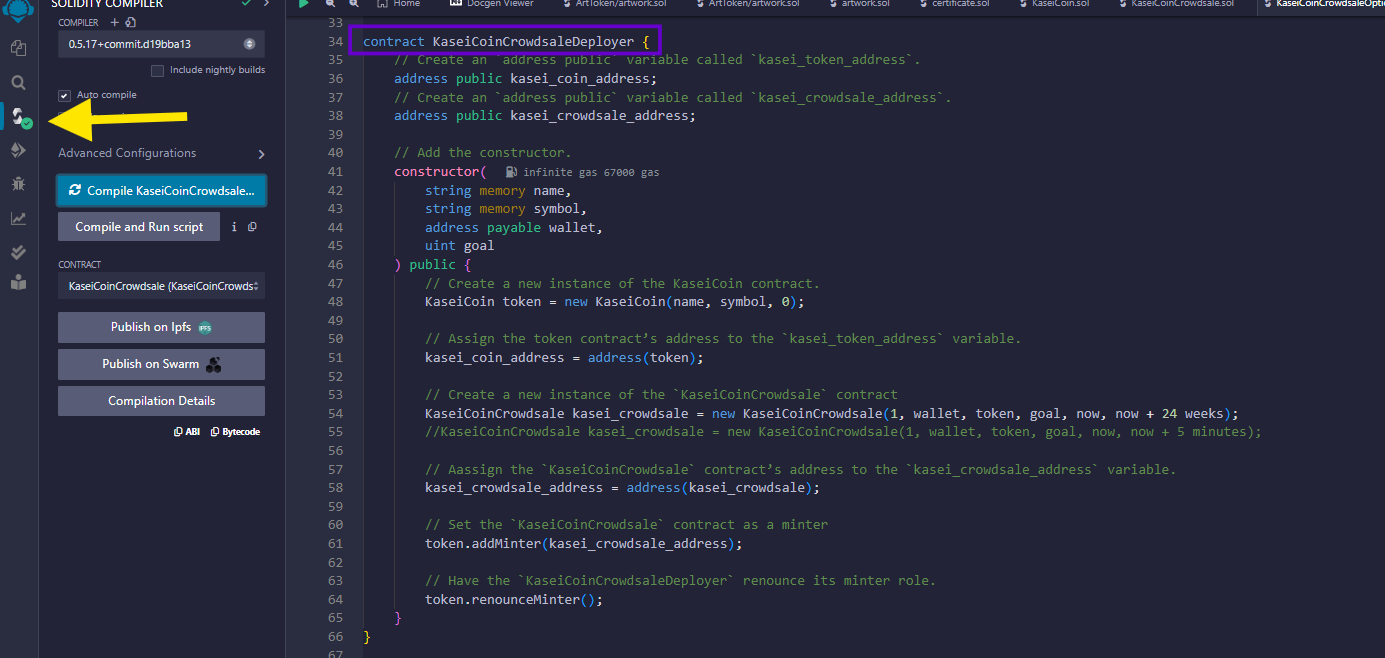 SOLIDITY COMPILER
COMPILER
0.5.17+commit.d19bba13
Include nightly builds
Auto compile
Advanced Configurations
Compile KaseiCoinCrowdsale...
Compile and Run script
CONTRACT
KaseiCoinCrowdsale (KaseiCoinCrowds
Publish on Ipfs IPFS
Publish on Swarm
Compilation Details
ABI Bytecode
Home Docgen Viewer ArtToken/artwork.sol ArtToken/artwork.sol artwork.sol certificate.sol KaseiCoin.sol KaseiCoinCrowdsale.sol KaseiCoinCrowdsaleOptio
33
34 contract KaseiCoinCrowdsaleDeployer {
35 // Create an `address public` variable called `kasei_token_address`.
36 address public kasei_coin_address;
37 // Create an `address public` variable called `kasei_crowdsale_address`.
38 address public kasei_crowdsale_address;
39
40 // Add the constructor.
41 constructor( infinite gas 67000 gas
42 string memory name,
43 string memory symbol,
44 address payable wallet,
45 uint goal
46 ) public {
47 // Create a new instance of the KaseiCoin contract.
48 KaseiCoin token = new KaseiCoin(name, symbol, 0);
49
50 // Assign the token contract’s address to the `kasei_token_address` variable.
51 kasei_coin_address = address(token);
52
53 // Create a new instance of the `KaseiCoinCrowdsale` contract
54 KaseiCoinCrowdsale kasei_crowdsale = new KaseiCoinCrowdsale(1, wallet, token, goal, now, now + 24 weeks);
55 //KaseiCoinCrowdsale kasei_crowdsale = new KaseiCoinCrowdsale(1, wallet, token, goal, now, now + 5 minutes);
56
57 // Aassign the `KaseiCoinCrowdsale` contract’s address to the `kasei_crowdsale_address` variable.
58 kasei_crowdsale_address = address(kasei_crowdsale);
59
60 // Set the `KaseiCoinCrowdsale` contract as a minter
61 token.addMinter(kasei_crowdsale_address);
62
63 // Have the `KaseiCoinCrowdsaleDeployer` renounce its minter role.
64 token.renounceMinter();
65 }
66 }
67